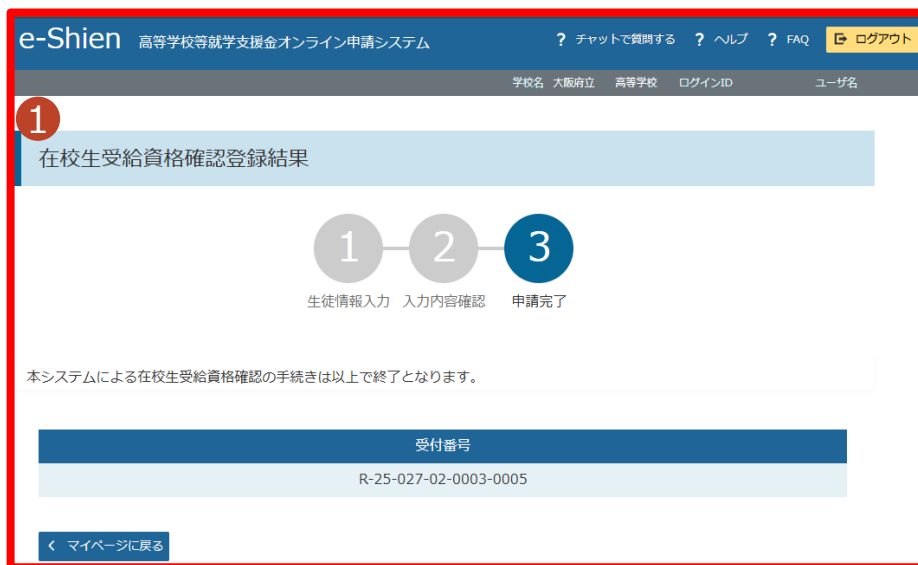 e-Shien 高等学校等就学支援金オンライン申請システム ? チャットで質問する ? ヘルプ ? FAQ ログアウト
学校名 大阪府立 高等学校 ログインID ユーザ名
1
在校生受給資格確認登録結果
1 2 3
生徒情報入力 入力内容確認 申請完了
本システムによる在校生受給資格確認の手続きは以上で終了となります。
受付番号
R-25-027-02-0003-0005
マイページに戻る